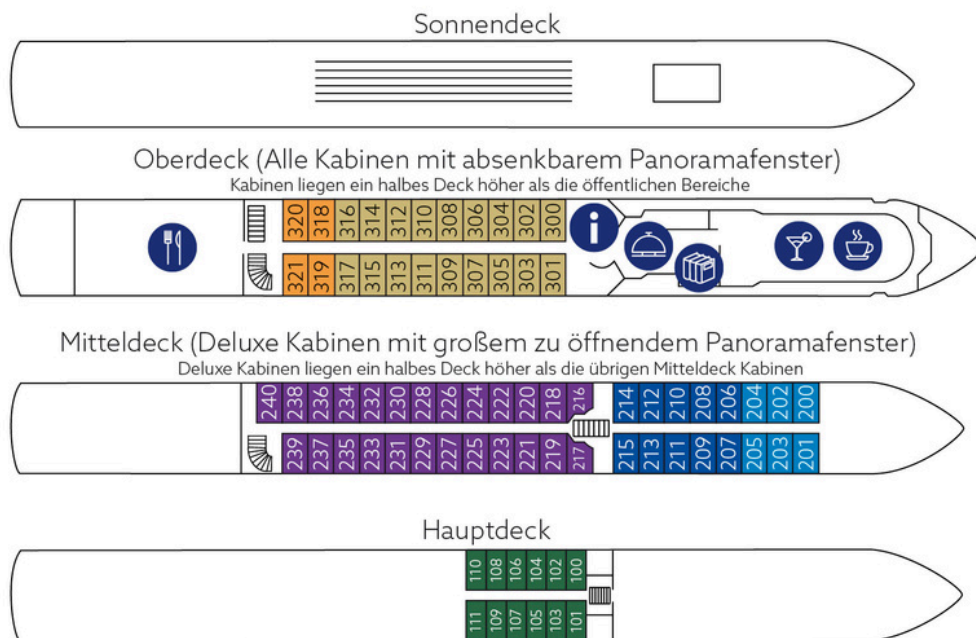 Sonnendeck
Oberdeck (Alle Kabinen mit absenkbarem Panoramafenster)
Kabinen liegen ein halbes Deck höher als die öffentlichen Bereiche
320 318 316 314 312 310 308 306 304 302 300
321 319 317 315 313 311 309 307 305 303 301
i
Mitteldeck (Deluxe Kabinen mit großem zu öffnendem Panoramafenster)
Deluxe Kabinen liegen ein halbes Deck höher als die übrigen Mitteldeck Kabinen
240 238 236 234 232 230 228 226 224 222 220 218 216 214 212 210 208 206 204 202 200
239 237 235 233 231 229 227 225 223 221 219 217 215 213 211 209 207 205 203 201
Hauptdeck
110 108 106 104 102 100
111 109 107 105 103 101